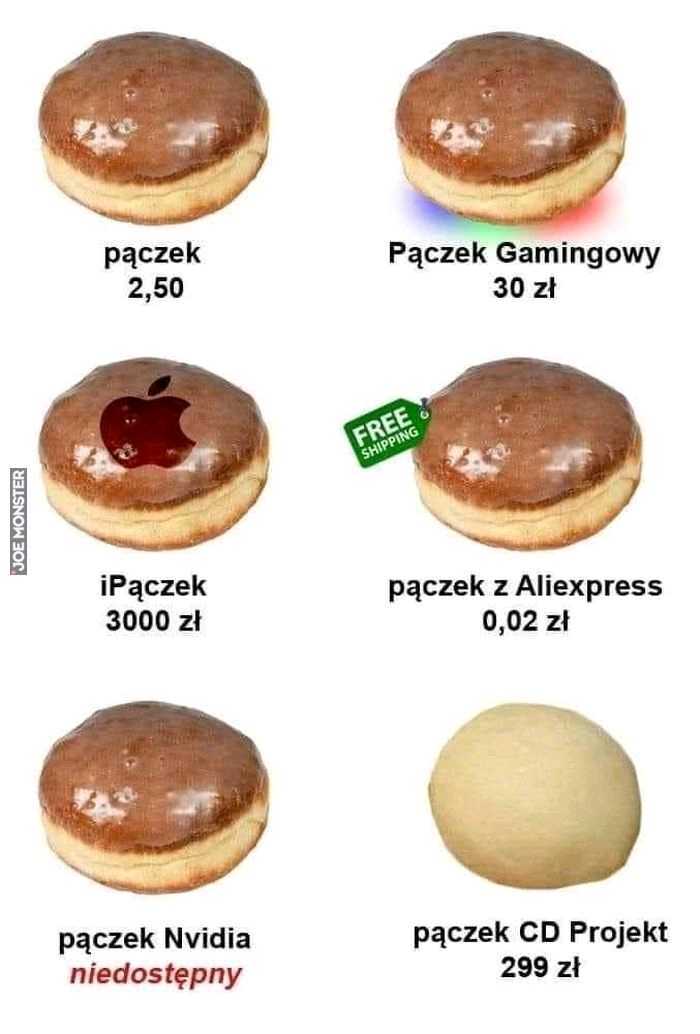 pączek
2,50
Pączek Gamingowy
30 zł
FREE
SHIPPING
iPączek
3000 zł
pączek z Aliexpress
0,02 zł
JOE MONSTER
pączek Nvidia
niedostępny
pączek CD Projekt
299 zł